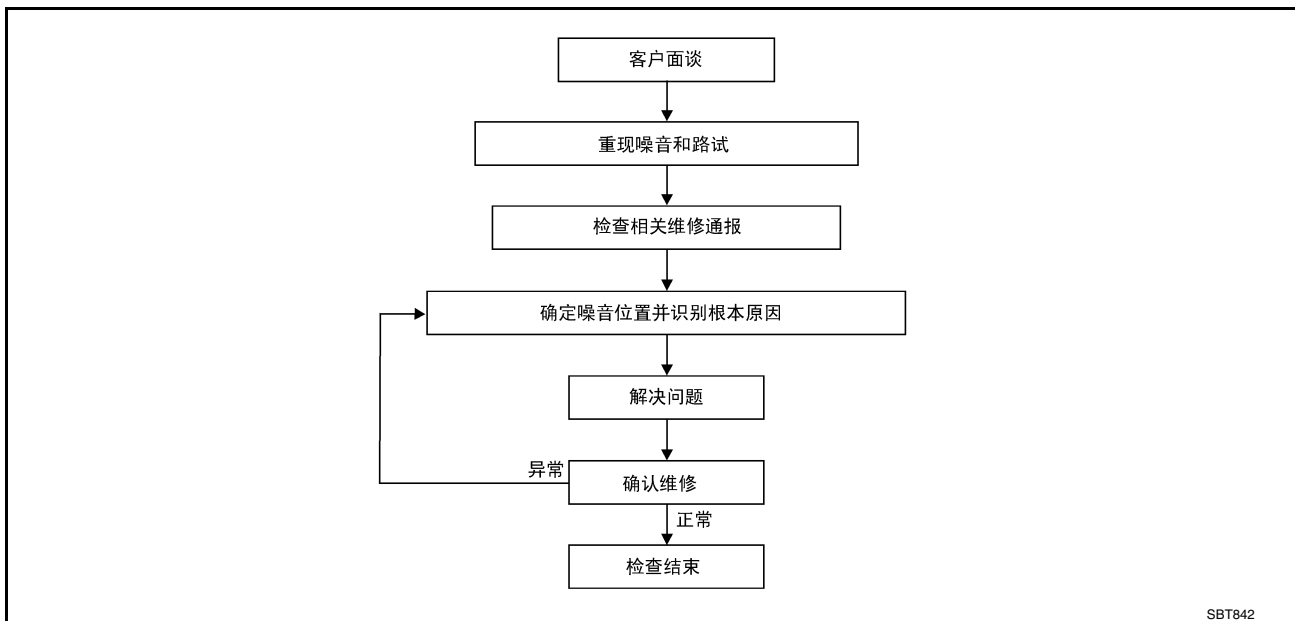 客户面谈
重现噪音和路试
检查相关维修通报
确定噪音位置并识别根本原因
解决问题
异常
确认维修
正常
检查结束
SBT842